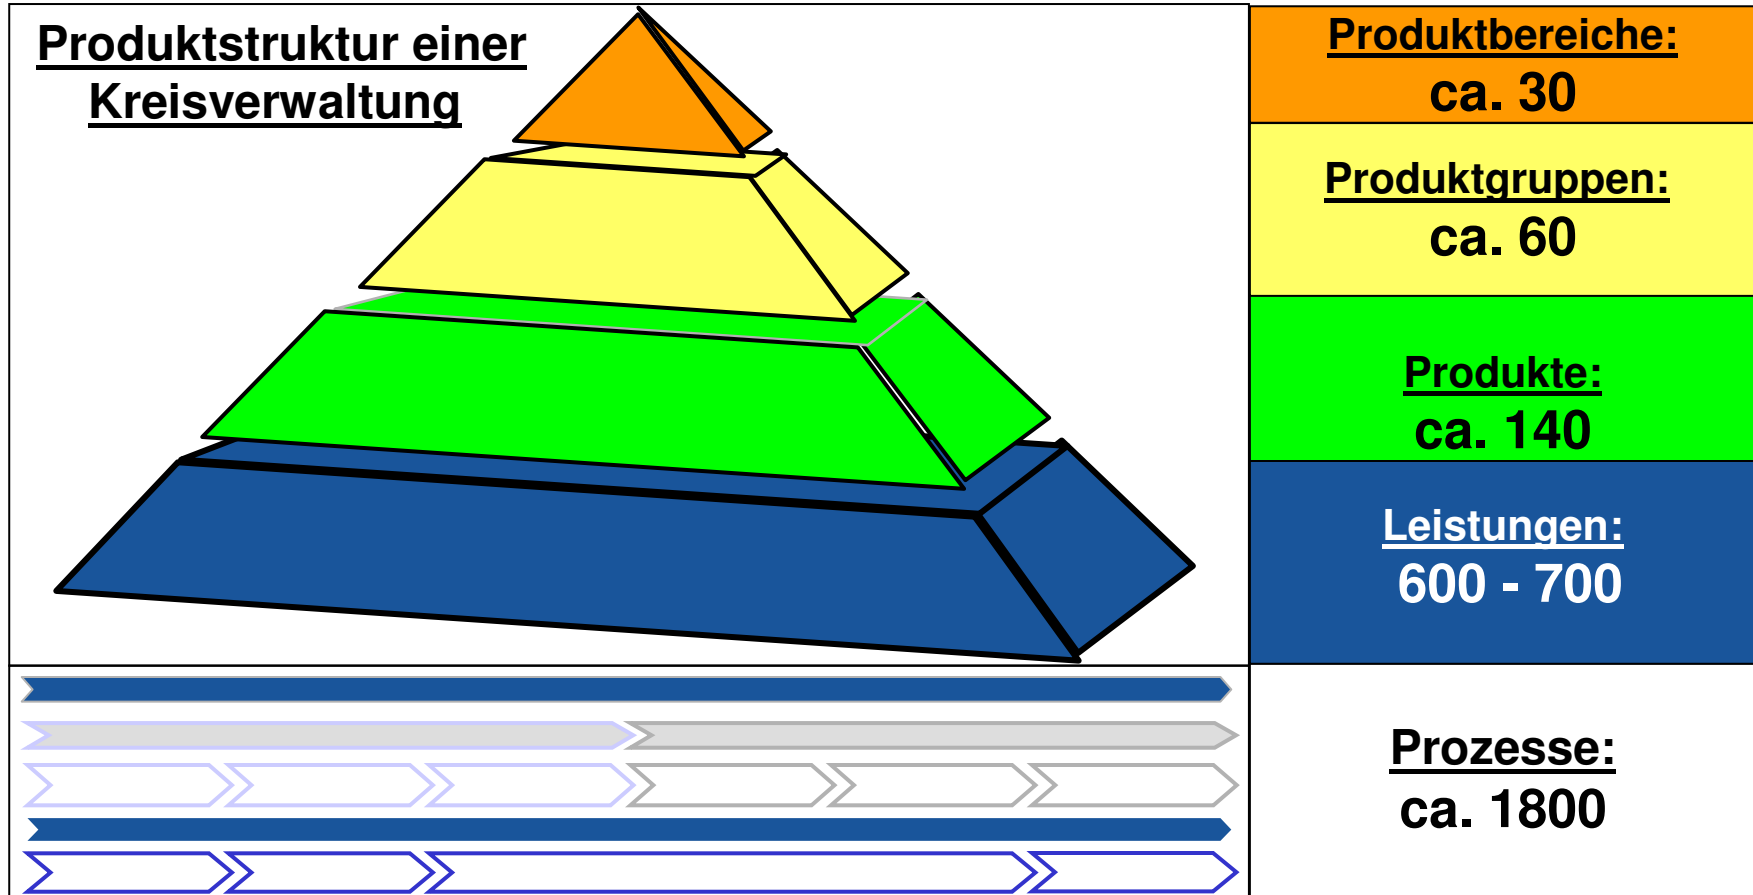 Produktstruktur einer
Kreisverwaltung
Produktbereiche:
ca. 30
Produktgruppen:
ca. 60
Produkte:
ca. 140
Leistungen:
600 - 700
Prozesse:
ca. 1800